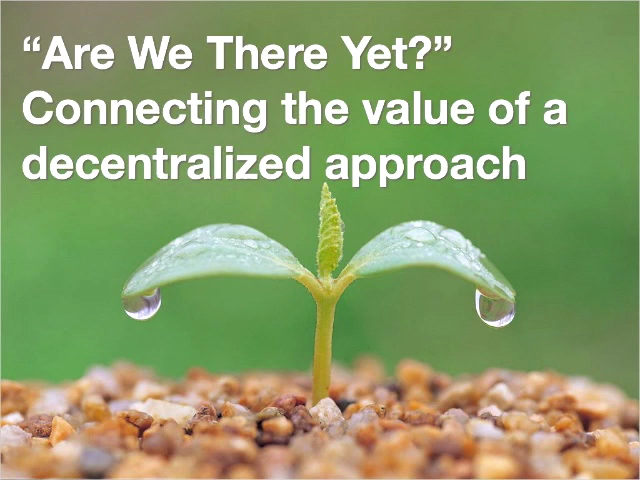 “Are We There Yet?”
Connecting the value of a
decentralized approach